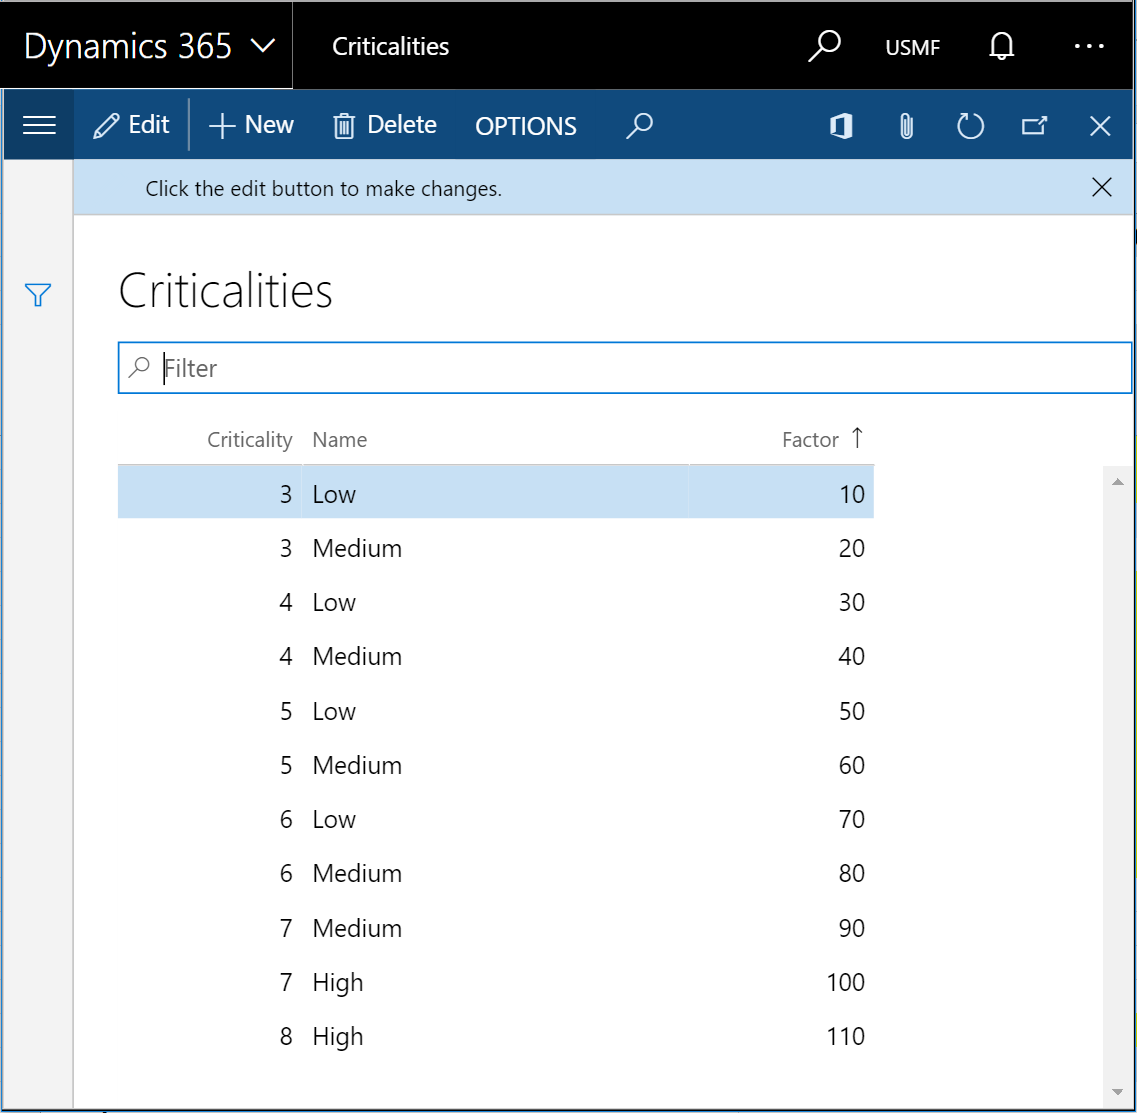 Dynamics 365 Criticalities USMF
Edit New Delete OPTIONS
Click the edit button to make changes.
Criticalities
Filter
Criticality Name Factor
3 Low 10
3 Medium 20
4 Low 30
4 Medium 40
5 Low 50
5 Medium 60
6 Low 70
6 Medium 80
7 Medium 90
7 High 100
8 High 110